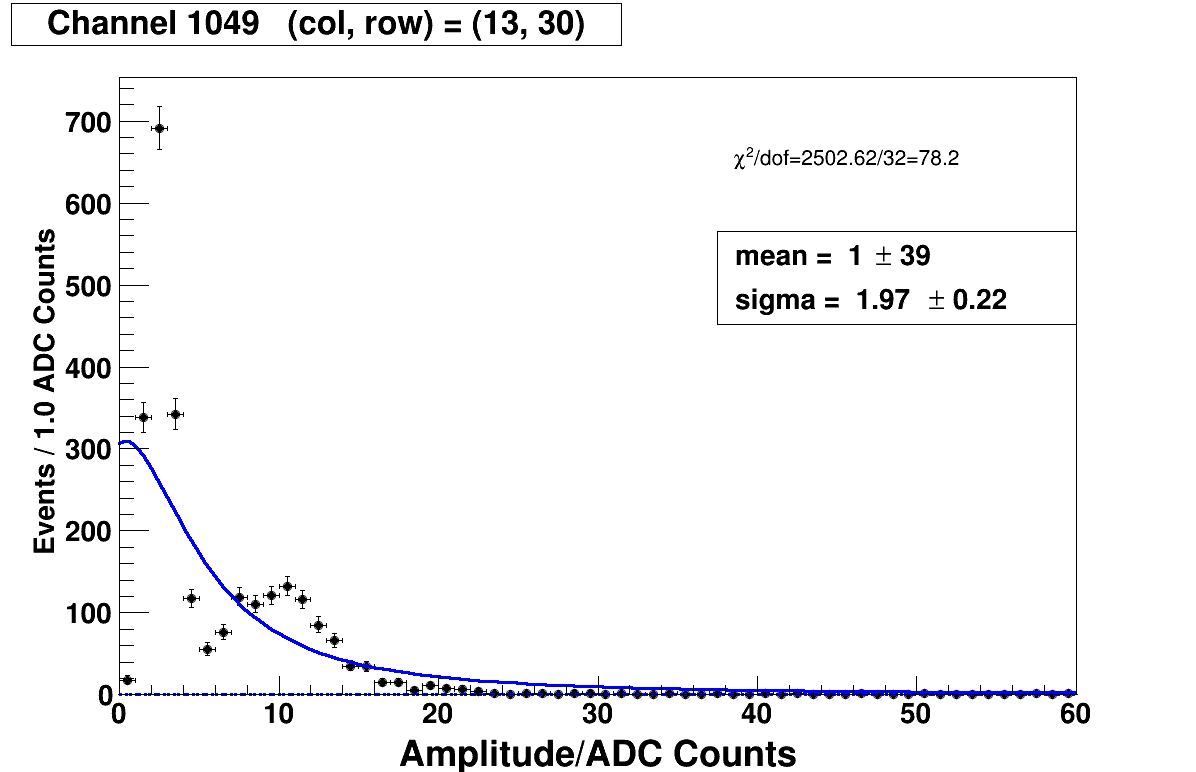 Channel 1049 (col, row) = (13, 30)
700
600
500
400
300
200
100
0
Events / 1.0 ADC Counts
χ²/dof=2502.62/32=78.2
mean = 1 ± 39
sigma = 1.97 ± 0.22
0 10 20 30 40 50 60
Amplitude/ADC Counts